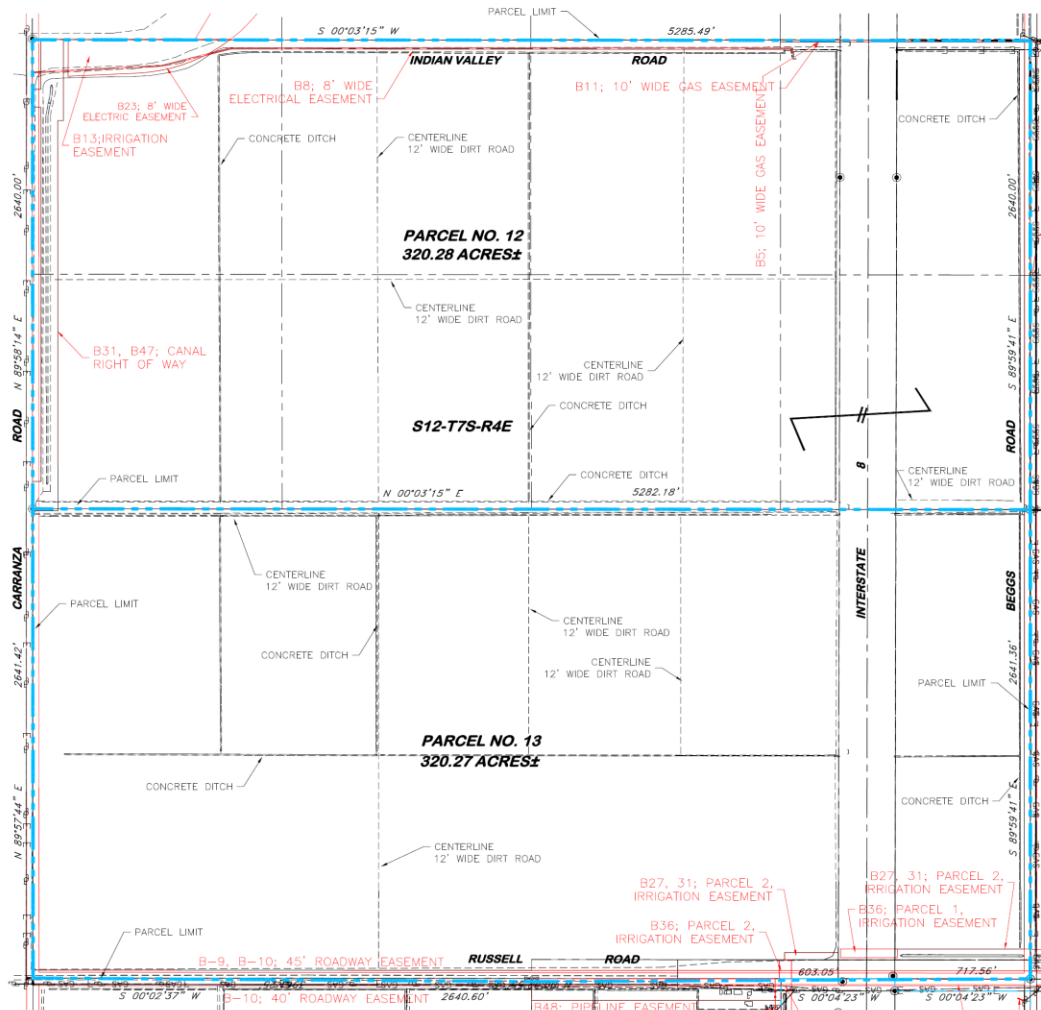 PARCEL LIMIT
S 00°03'15" W
5285.49'
INDIAN VALLEY
ROAD
B8; 8' WIDE
ELECTRICAL EASEMENT
B11; 10' WIDE GAS EASEMENT
B23; 8' WIDE
ELECTRIC EASEMENT
B13;IRRIGATION
EASEMENT
CONCRETE DITCH
CENTERLINE
12' WIDE DIRT ROAD
B5; 10' WIDE GAS EASEMENT
CONCRETE DITCH
2640.00'
2640.00'
PARCEL NO. 12
320.28 ACRES±
CENTERLINE
12' WIDE DIRT ROAD
N 89°58'14" E
S 89°59'41" E
B31, B47; CANAL
RIGHT OF WAY
CENTERLINE
12' WIDE DIRT ROAD
CONCRETE DITCH
ROAD
S12-T7S-R4E
ROAD
8
PARCEL LIMIT
CONCRETE DITCH
CENTERLINE
12' WIDE DIRT ROAD
N 00°03'15" E
5282.18'
CARRANZA
INTERSTATE
BEGGS
CENTERLINE
12' WIDE DIRT ROAD
PARCEL LIMIT
CENTERLINE
12' WIDE DIRT ROAD
CONCRETE DITCH
CENTERLINE
12' WIDE DIRT ROAD
2641.42'
2641.36'
PARCEL LIMIT
PARCEL NO. 13
320.27 ACRES±
CONCRETE DITCH
CONCRETE DITCH
N 89°57'44" E
S 89°59'41" E
CENTERLINE
12' WIDE DIRT ROAD
B27, 31; PARCEL 2,
IRRIGATION EASEMENT
B27, 31; PARCEL 2,
IRRIGATION EASEMENT
B36; PARCEL 1,
IRRIGATION EASEMENT
B36; PARCEL 2,
IRRIGATION EASEMENT
PARCEL LIMIT
B-9, B-10; 45' ROADWAY EASEMENT
RUSSELL
ROAD
603.05'
717.56'
S 00°02'37" W
B-10; 40' ROADWAY EASEMENT
2640.60'
B48; PIPELINE EASEMENT
S 00°04'23" W
S 00°04'23" W